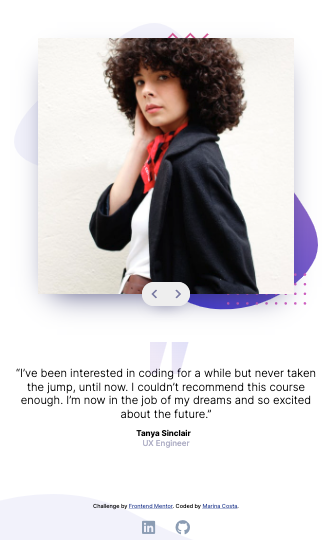 “I’ve been interested in coding for a while but never taken
the jump, until now. I couldn’t recommend this course
enough. I’m now in the job of my dreams and so excited
about the future.”
Tanya Sinclair
UX Engineer
Challenge by Frontend Mentor. Coded by Marina Costa.